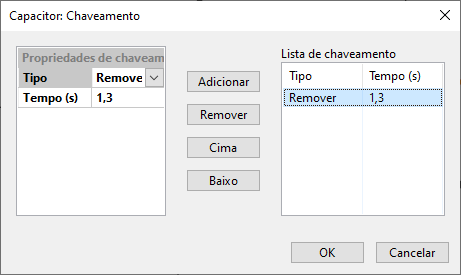 Capacitor: Chaveamento
Propriedades de chaveam
Tipo Remove
Tempo (s) 1,3
Adicionar
Remover
Cima
Baixo
Lista de chaveamento
Tipo Tempo (s)
Remover 1,3
OK Cancelar